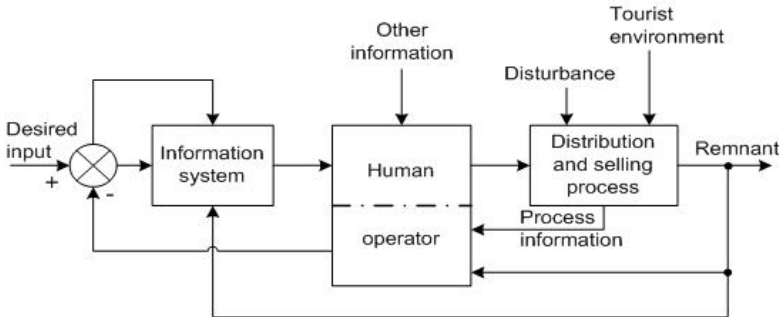 Tourist
environment
Other
information
Disturbance
Desired
input
+
-
Information
system
Human
operator
Distribution
and selling
process
Remnant
Process
information